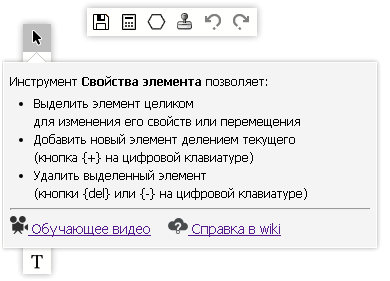 Инструмент Свойства элемента позволяет:
Выделить элемент целиком
для изменения его свойств или перемещения
Добавить новый элемент делением текущего
(кнопка {+} на цифровой клавиатуре)
Удалить выделенный элемент
(кнопки {del} или {-} на цифровой клавиатуре)
Обучающее видео Справка в wiki
T